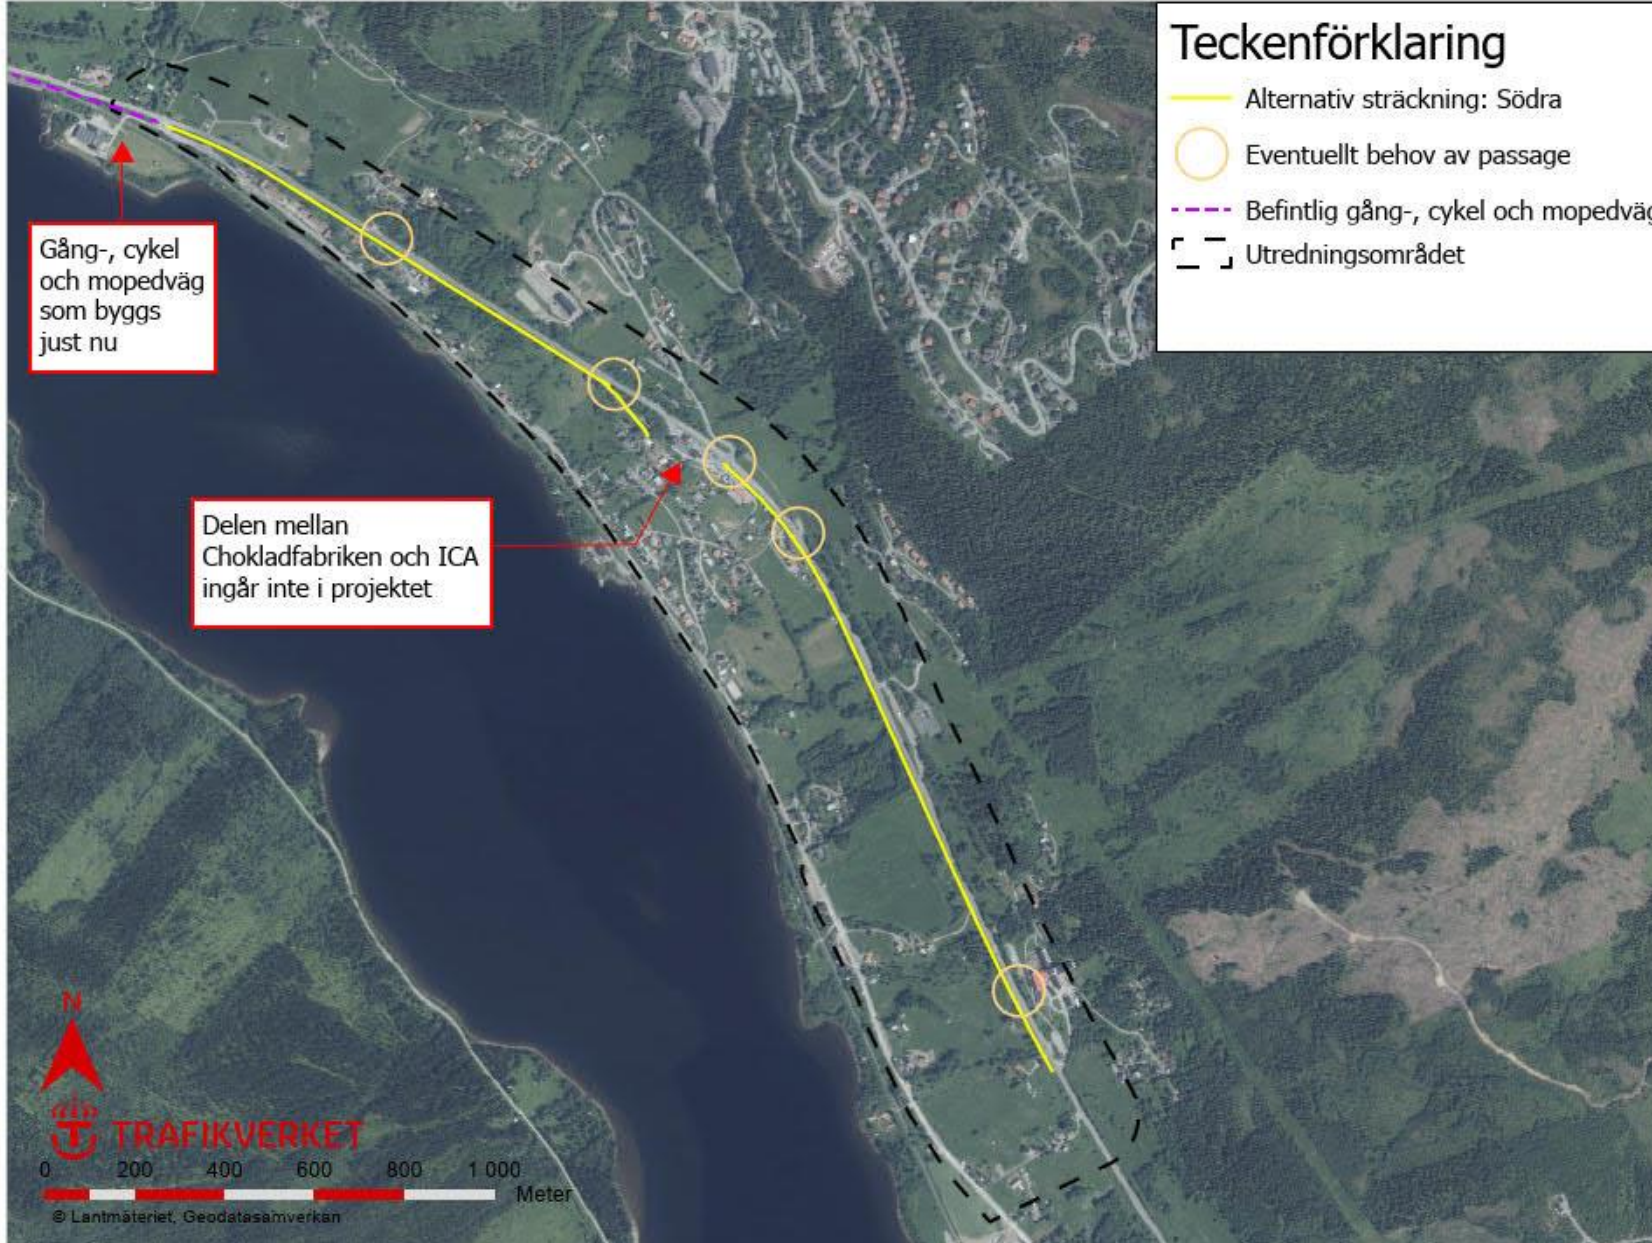 Teckenförklaring
Alternativ sträckning: Södra
Eventuellt behov av passage
Befintlig gång-, cykel och mopedväg
Utredningsområdet
Gång-, cykel
och mopedväg
som byggs
just nu
Delen mellan
Chokladfabriken och ICA
ingår inte i projektet
N
TRAFIKVERKET
0 200 400 600 800 1 000
Meter
© Lantmäteriet, Geodatasamverkan